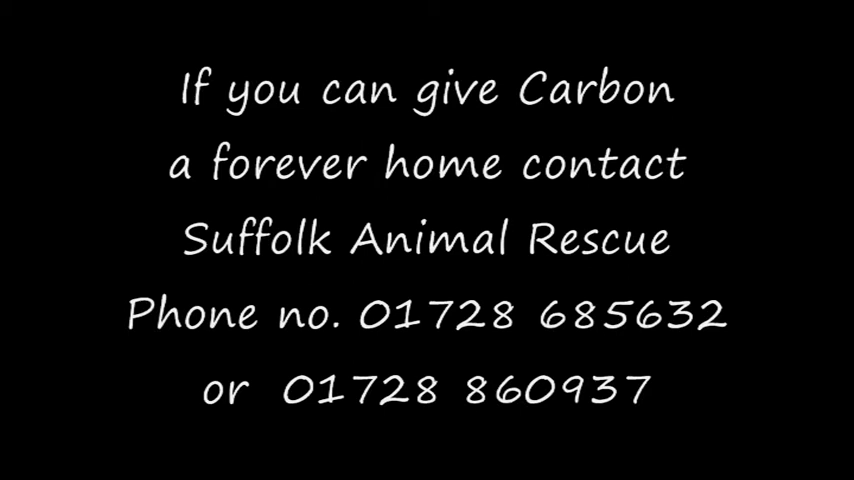 If you can give Carbon
a forever home contact
Suffolk Animal Rescue
Phone no. 01728 685632
or 01728 860937